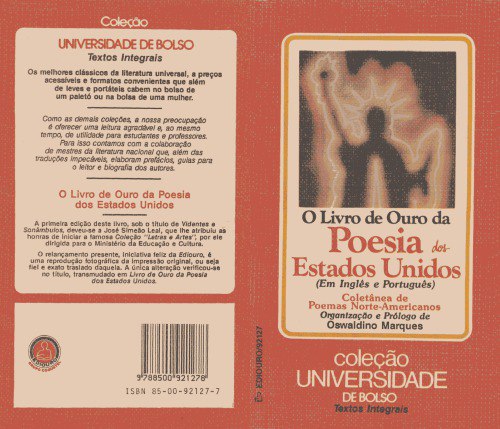 Coleção
UNIVERSIDADE DE BOLSO
Textos Integrais
Os melhores clássicos da literatura universal, a preços
acessíveis e formatos convenientes que além
de leves e portáteis cabem no bolso de
um paletó ou na bolsa de uma mulher.
Como as demais coleções, a nossa preocupação
é oferecer uma leitura agradável e, ao mesmo
tempo, de utilidade para estudantes e professores.
Para isso contamos com a colaboração
de mestres da literatura nacional que, além das
traduções impecáveis, elaboram prefácios, guias para
o leitor e biografia dos autores.
O Livro de Ouro da Poesia
dos Estados Unidos
A primeira edição deste livro, sob o título de Videntes e
Sonâmbulos, deveu-se a José Simeão Leal, que lhe atribuiu as
honras de iniciar a famosa Coleção "Letras e Artes", por ele
dirigida para o Ministério da Educação e Cultura.
O relançamento presente, iniciativa feliz da Ediouro, é
uma reprodução fotográfica da impressão original, ou seja
fiel e exato traslado daquela. A única alteração verificou-se
no título, transmudado em Livro de Ouro da Poesia
dos Estados Unidos.
EDIOURO
9788500921278
ISBN 85-00-92127-7
EDIOURO/92127
O Livro de Ouro da
Poesia dos
Estados Unidos
(Em Inglês e Português)
Coletânea de
Poemas Norte-Americanos
Organização e Prólogo de
Oswaldino Marques
coleção
UNIVERSIDADE
DE BOLSO
Textos Integrais